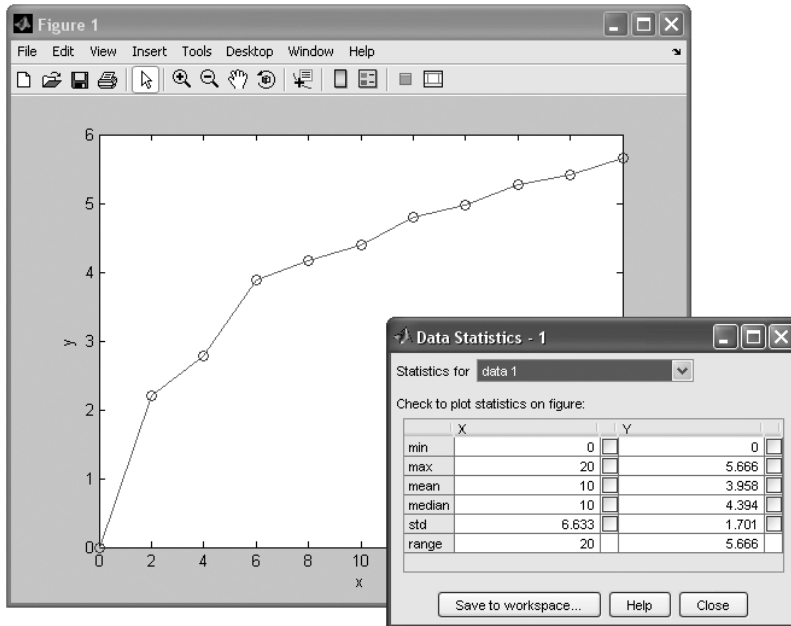 Figure 1
File Edit View Insert Tools Desktop Window Help
6
5
4
3
2
1
0
y
0 2 4 6 8 10
x
Data Statistics - 1
Statistics for data 1
Check to plot statistics on figure:
X Y
min 0 0
max 20 5.666
mean 10 3.958
median 10 4.394
std 6.633 1.701
range 20 5.666
Save to workspace... Help Close